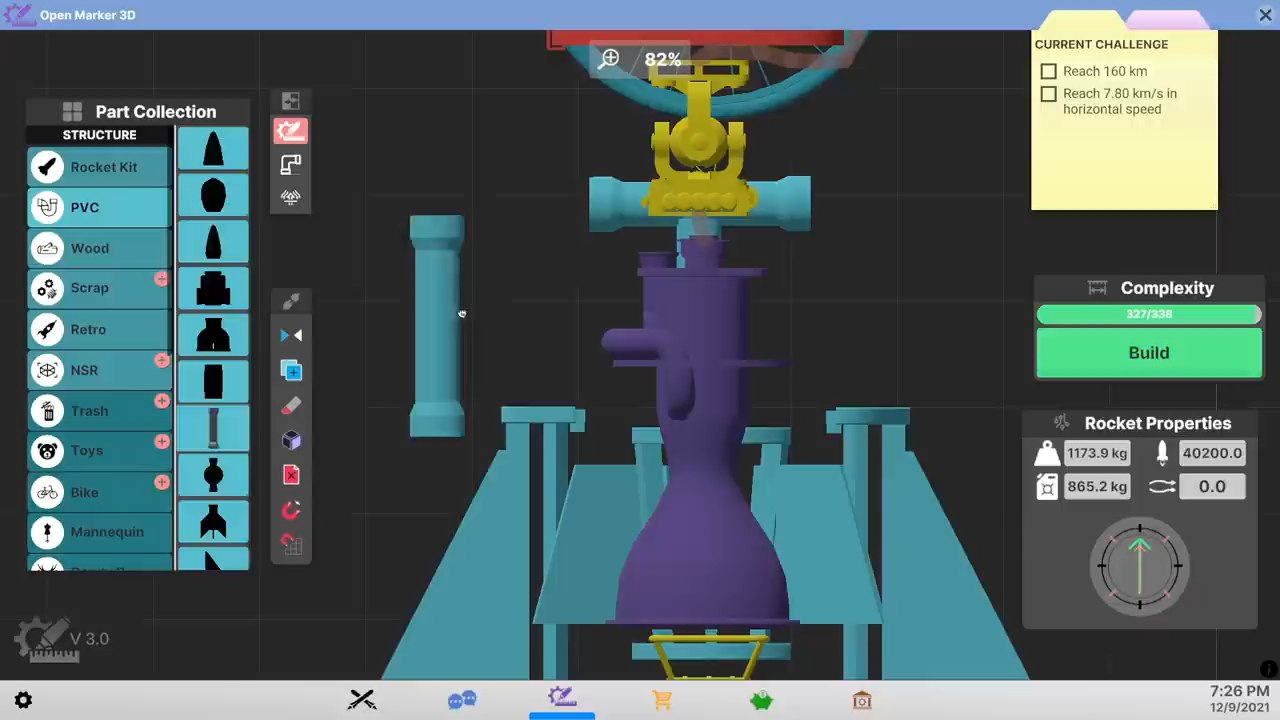 Open Marker 3D
82%
CURRENT CHALLENGE
Reach 160 km
Reach 7.80 km/s in
horizontal speed
Part Collection
STRUCTURE
Rocket Kit
PVC
Wood
Scrap
Retro
NSR
Trash
Toys
Bike
Mannequin
Complexity
327/338
Build
Rocket Properties
1173.9 kg
40200.0
865.2 kg
0.0
V 3.0
7:26 PM
12/9/2021